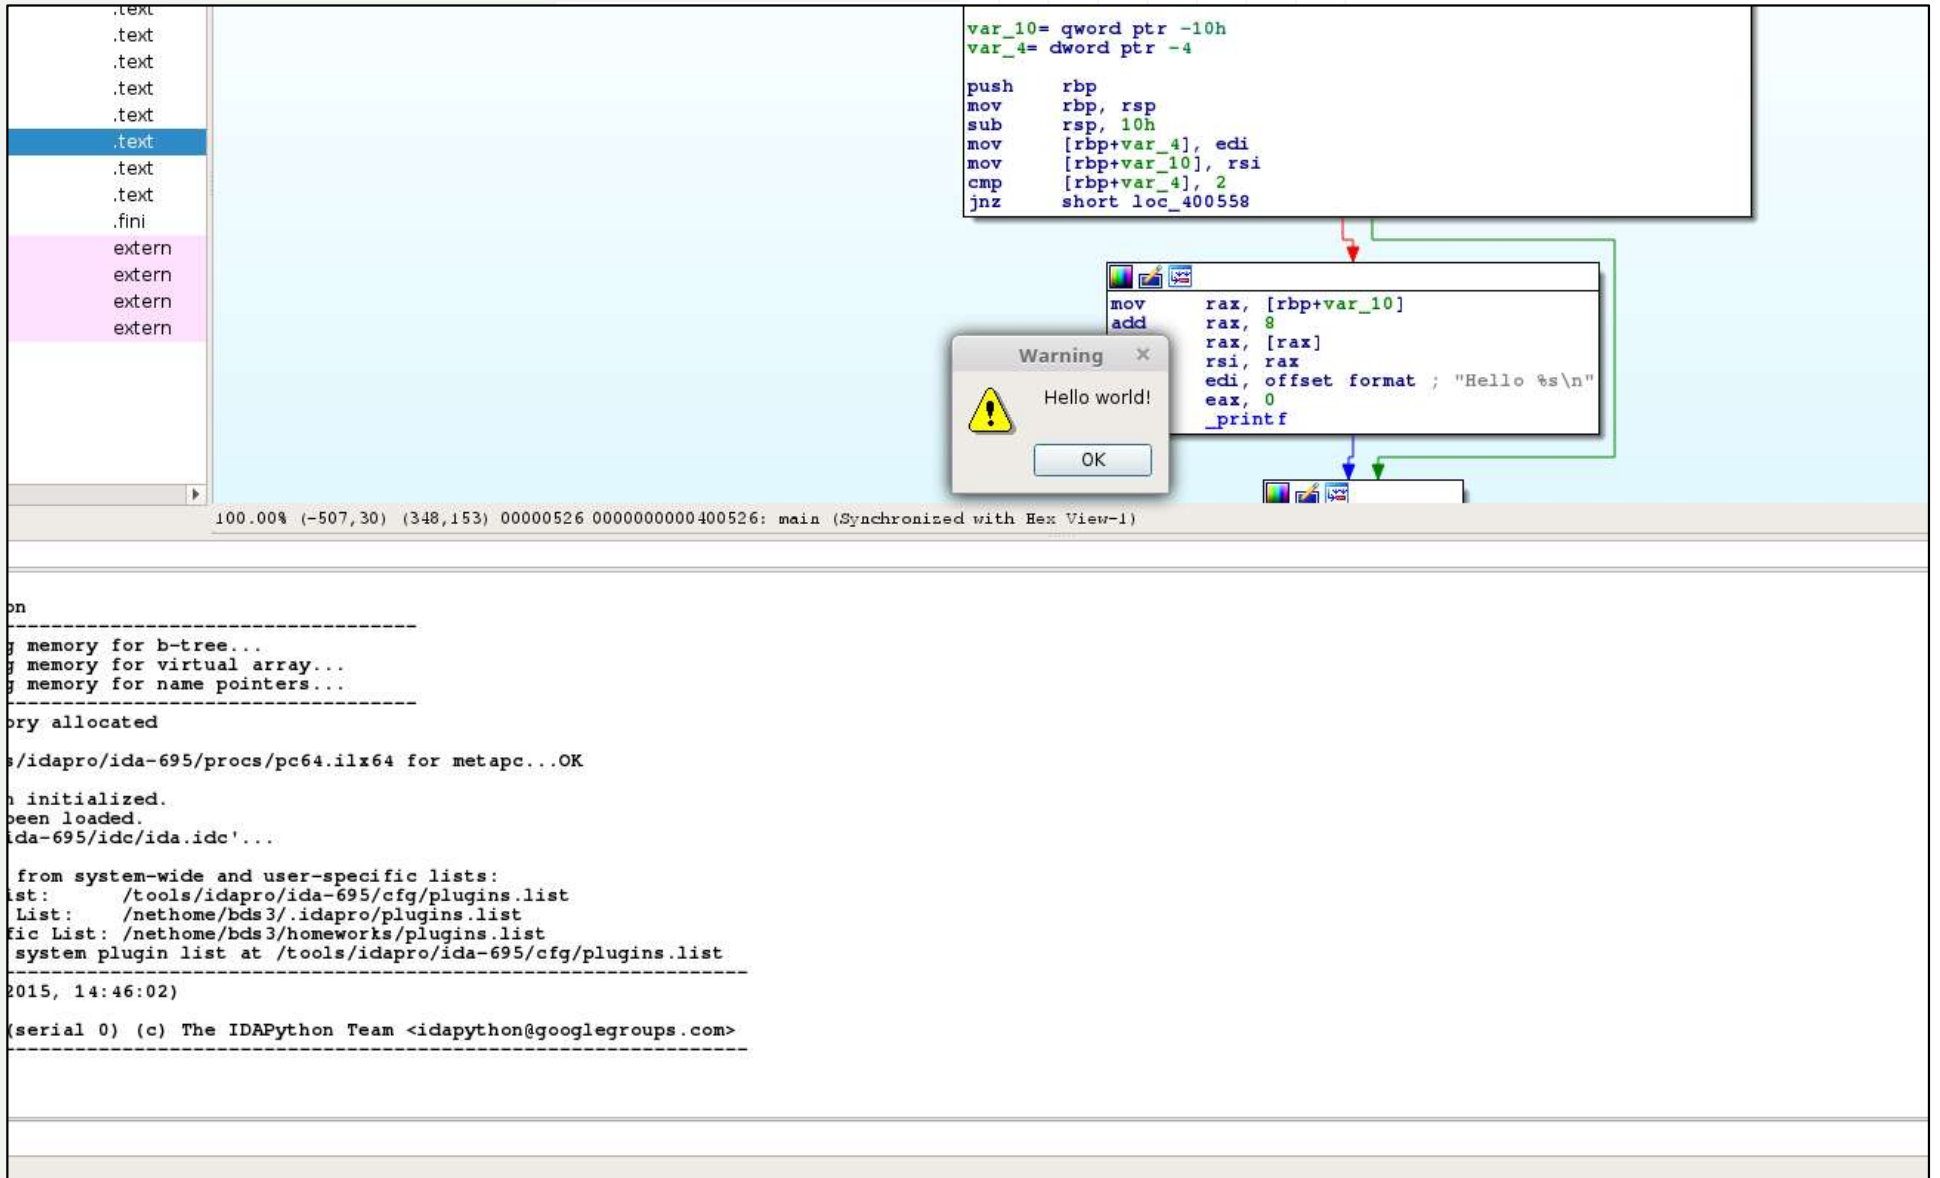 .text
.text
.text
.text
.text
.text
.text
.text
.fini
extern
extern
extern
extern
var_10= qword ptr -10h
var_4= dword ptr -4
push rbp
mov rbp, rsp
sub rsp, 10h
mov [rbp+var_4], edi
mov [rbp+var_10], rsi
cmp [rbp+var_4], 2
jnz short loc_400558
mov rax, [rbp+var_10]
add rax, 8
rax, [rax]
rsi, rax
edi, offset format ; "Hello %s\n"
eax, 0
_printf
Warning
Hello world!
OK
100.00% (-507,30) (348,153) 00000526 0000000000400526: main (Synchronized with Hex View-1)
on
---------------------------------
g memory for b-tree...
g memory for virtual array...
g memory for name pointers...
---------------------------------
ory allocated
s/idapro/ida-695/procs/pc64.ilx64 for metapc...OK
n initialized.
been loaded.
ida-695/idc/ida.idc'...
from system-wide and user-specific lists:
ist: /tools/idapro/ida-695/cfg/plugins.list
List: /nethome/bds3/.idapro/plugins.list
fic List: /nethome/bds3/homeworks/plugins.list
system plugin list at /tools/idapro/ida-695/cfg/plugins.list
-------------------------------------------------------------
2015, 14:46:02)
(serial 0) (c) The IDAPython Team <idapython@googlegroups.com>
-------------------------------------------------------------